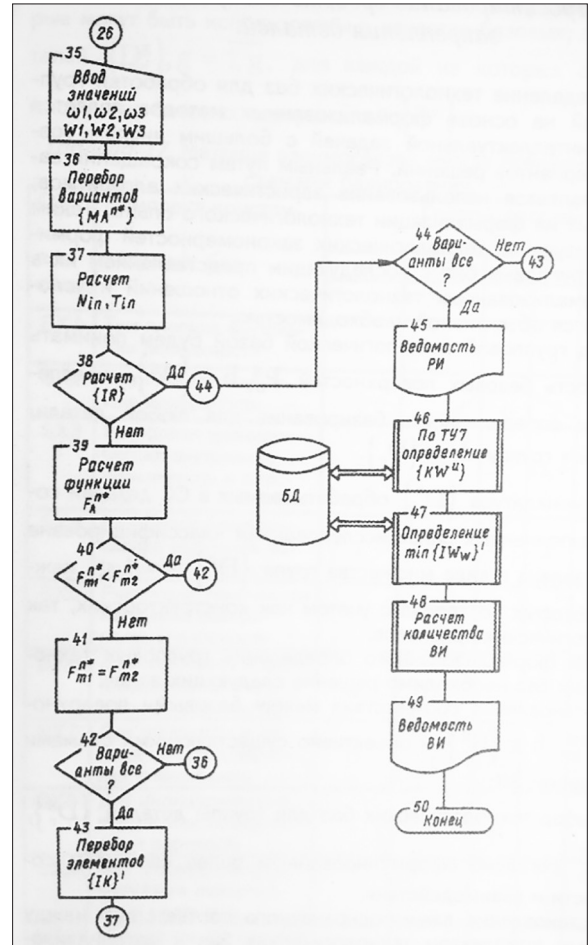 26
35
Ввод
значений
ω1, ω2, ω3
W1, W2, W3
36
Перебор
вариантов
{MAⁿ*}
37
Расчет
Nin, Tin
38
Расчет
{IR}
Да
44
Нет
39
Расчет
функции
F_A^n*
40
F_m1^n* < F_m2^n*
Да
42
Нет
41
F_m1^n* = F_m2^n*
42
Вари-
анты все
?
Нет
36
Да
43
Перебор
элементов
{IK}'
37
44
Вари-
анты все
?
Нет
43
Да
45
Ведомость
РИ
46
По ТУ7
определение
{KW^и}
БД
47
Определение
min {IW_w}'
48
Расчет
количества
ВИ
49
Ведомость
ВИ
50
Конец